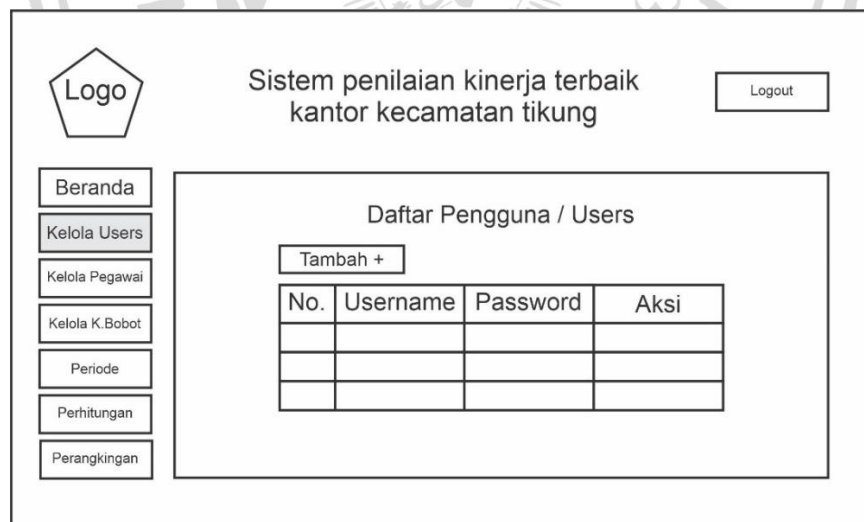 Logo
Sistem penilaian kinerja terbaik
kantor kecamatan tikung
Logout
Beranda
Kelola Users
Kelola Pegawai
Kelola K.Bobot
Periode
Perhitungan
Perangkingan
Daftar Pengguna / Users
Tambah +
No. Username Password Aksi